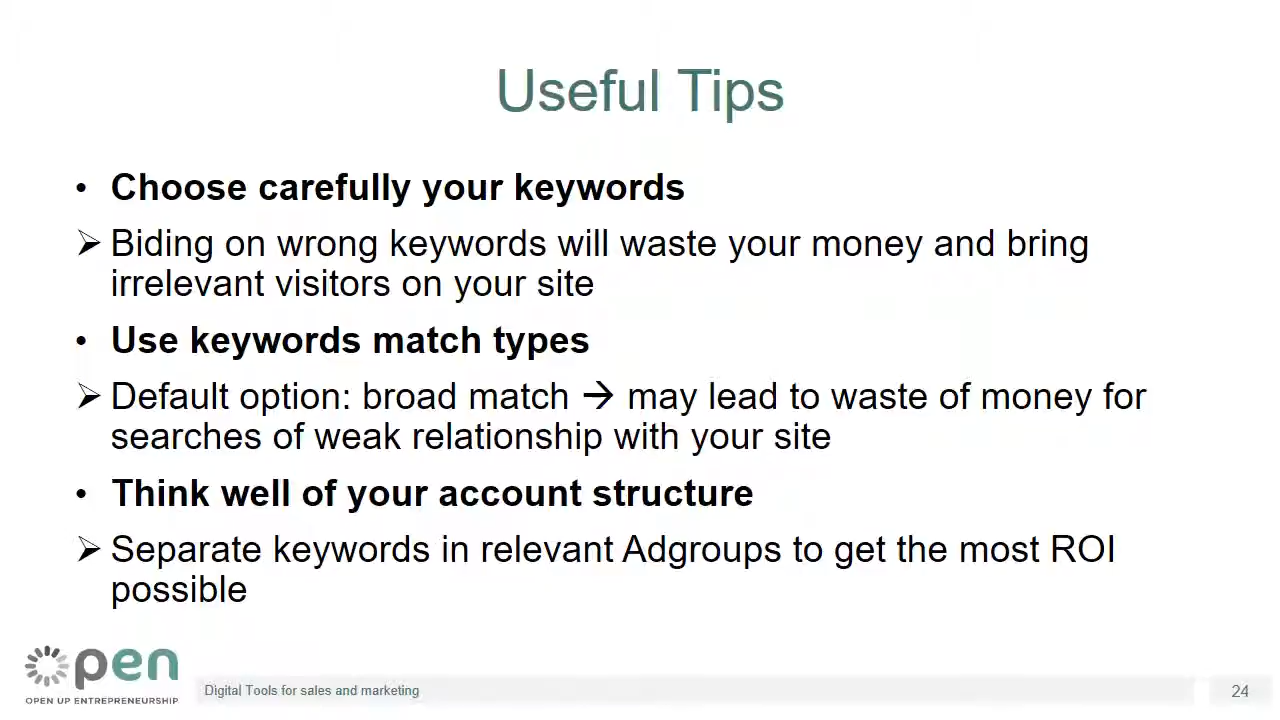 Useful Tips
• Choose carefully your keywords
➢ Biding on wrong keywords will waste your money and bring
irrelevant visitors on your site
• Use keywords match types
➢ Default option: broad match → may lead to waste of money for
searches of weak relationship with your site
• Think well of your account structure
➢ Separate keywords in relevant Adgroups to get the most ROI
possible
open
OPEN UP ENTREPRENEURSHIP
Digital Tools for sales and marketing
24